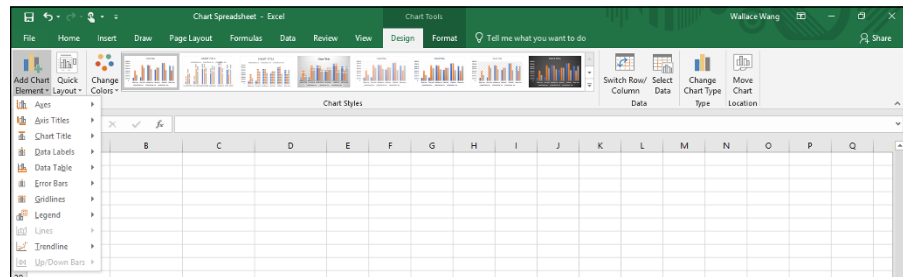 Chart Spreadsheet - Excel Chart Tools Wallace Wang
File Home Insert Draw Page Layout Formulas Data Review View Design Format Tell me what you want to do Share
Add Chart Element Quick Layout Change Colors Switch Row/ Column Select Data Change Chart Type Move Chart
Chart Styles Data Type Location
Axes
Axis Titles fx
Chart Title
Data Labels B C D E F G H I J K L M N O P Q
Data Table
Error Bars
Gridlines
Legend
Lines
Trendline
Up/Down Bars